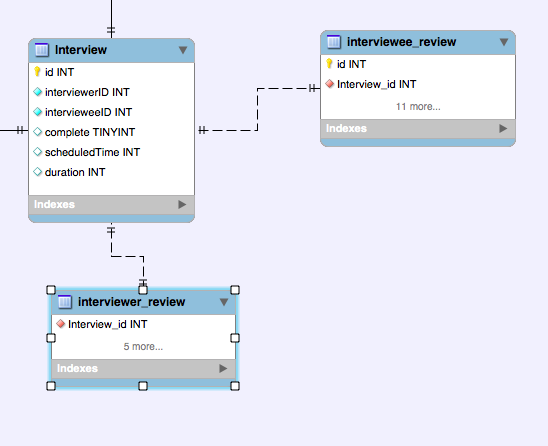 Interview
id INT
interviewerID INT
intervieweeID INT
complete TINYINT
scheduledTime INT
duration INT
Indexes
interviewee_review
id INT
Interview_id INT
11 more...
Indexes
interviewer_review
Interview_id INT
5 more...
Indexes